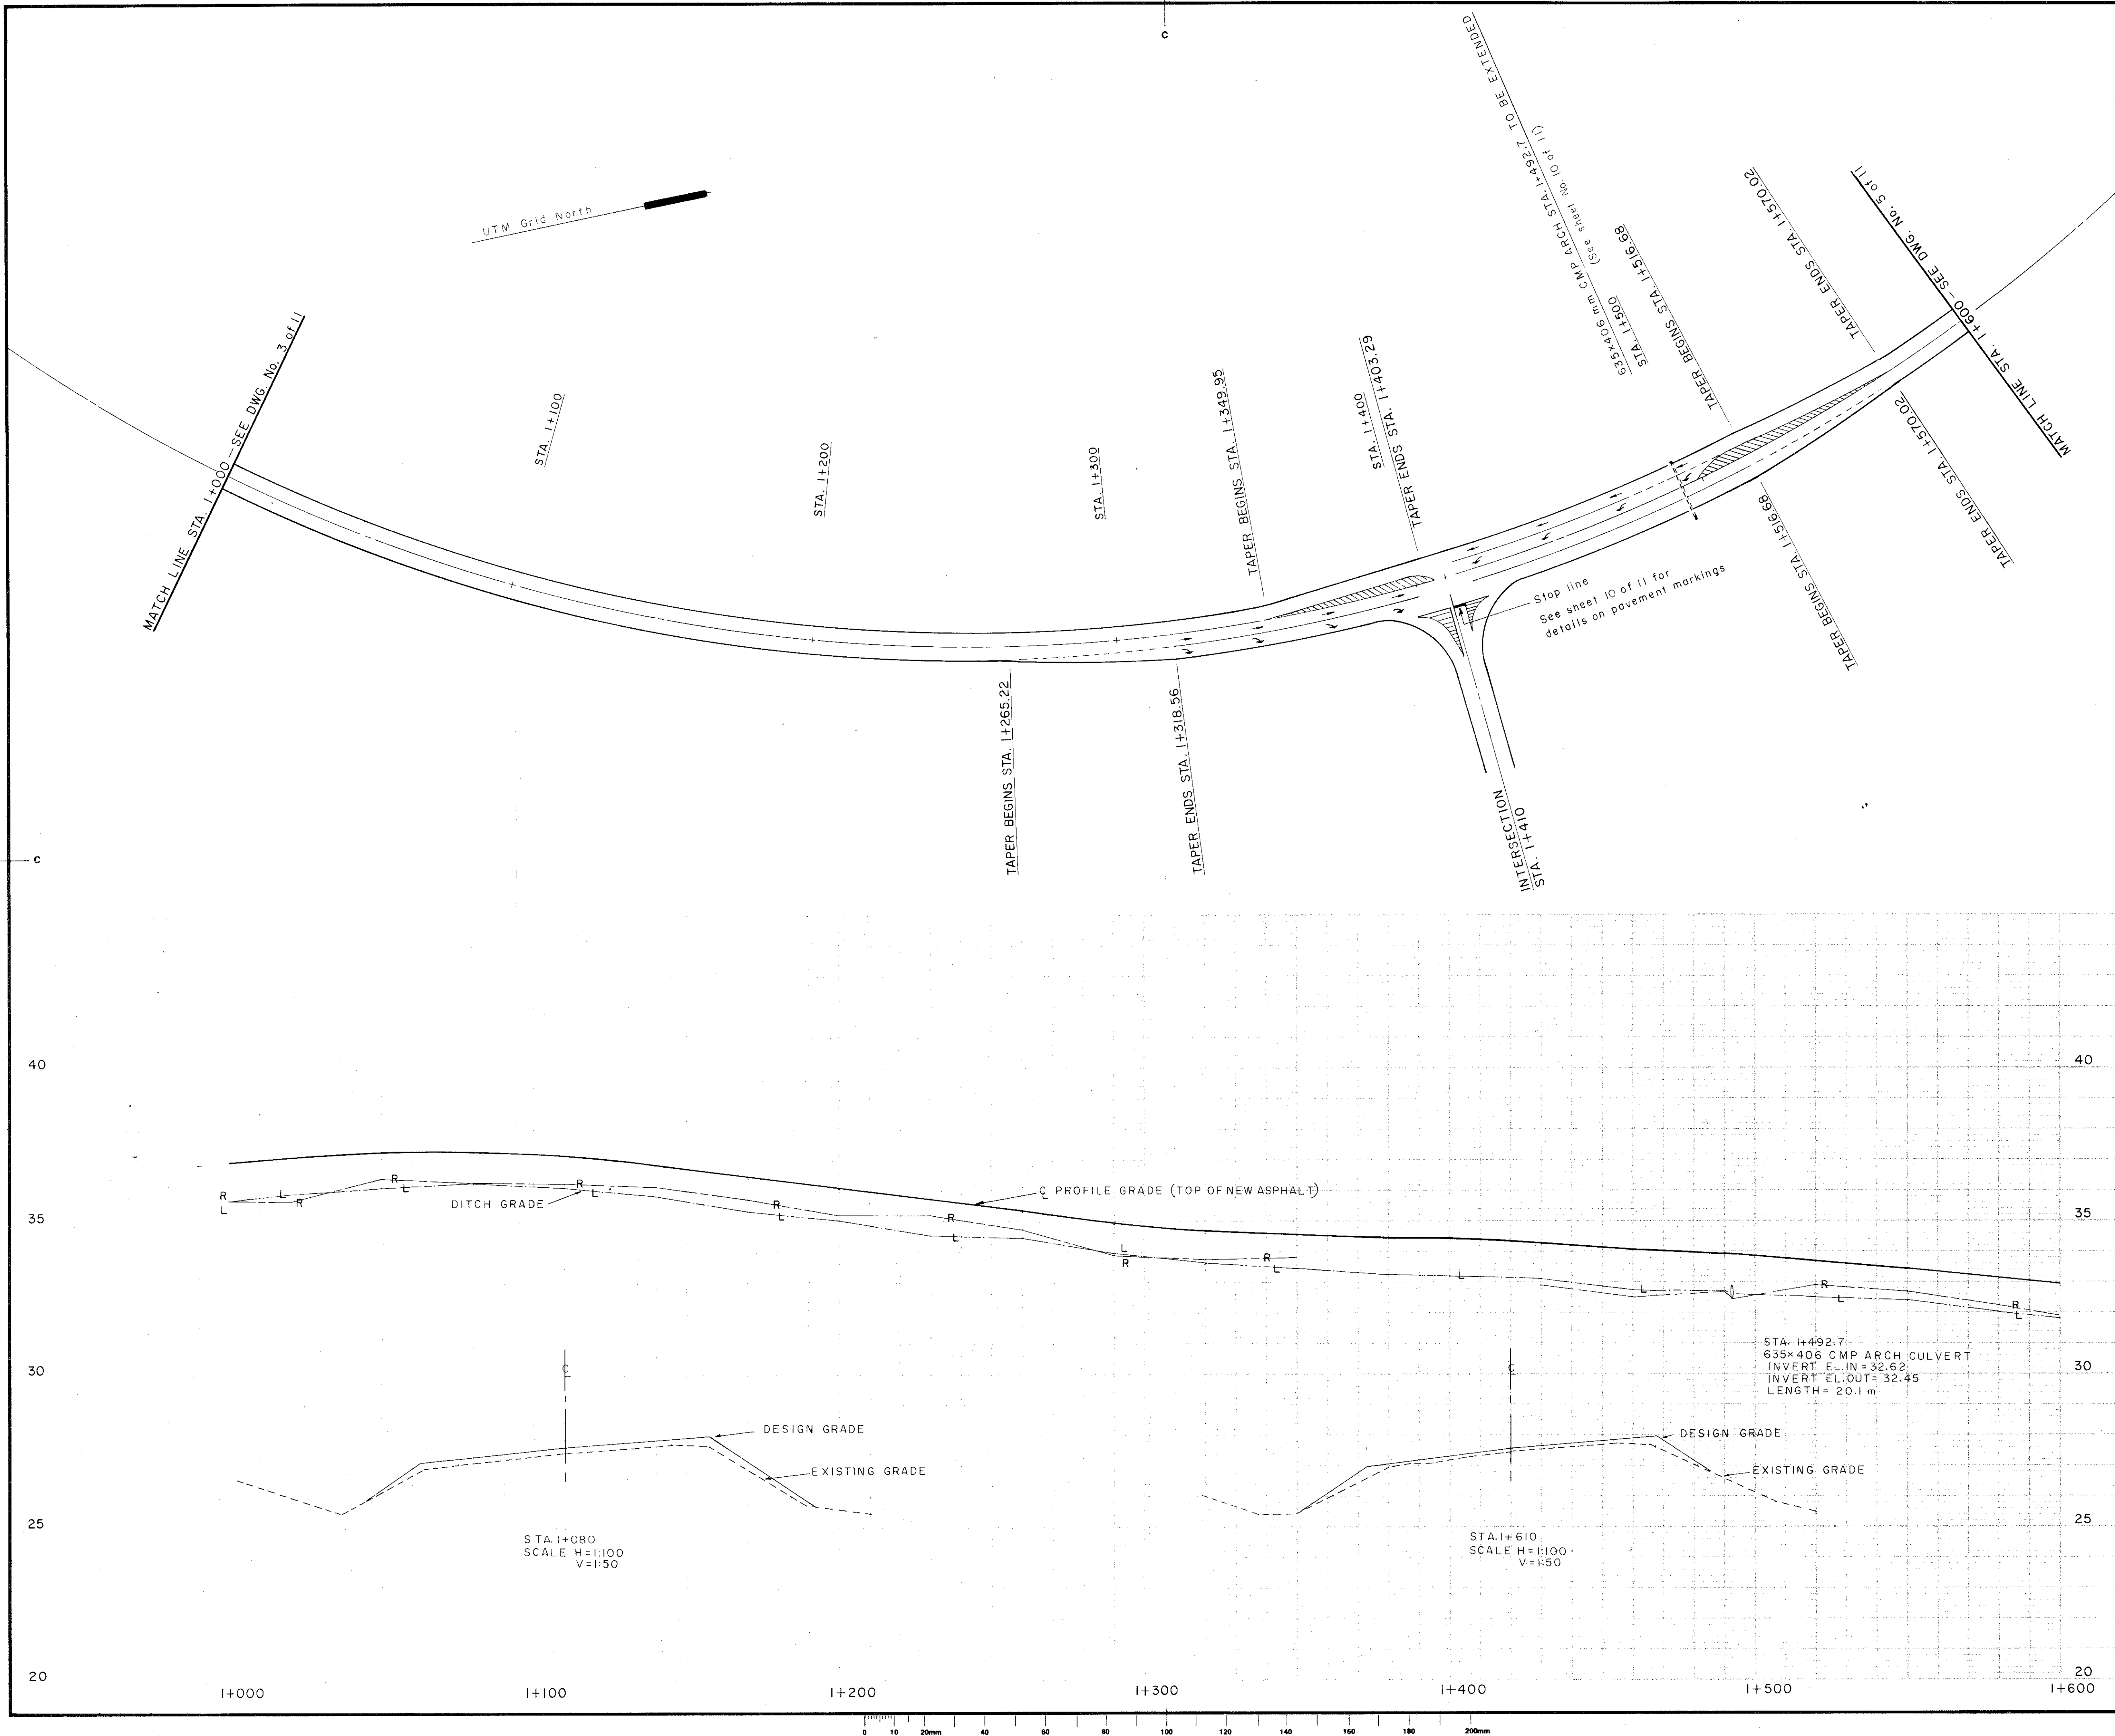 C
UTM Grid North
MATCH LINE STA. 1+000 - SEE DWG. No. 3 of 11
STA. 1+100
STA. 1+200
STA. 1+300
TAPER BEGINS STA. 1+349.95
STA. 1+400
TAPER ENDS STA. 1+403.29
635×406 mm CMP ARCH STA. 1+492.7 TO BE EXTENDED
(See sheet No. 10 of 11)
STA. 1+500
TAPER BEGINS STA. 1+516.68
TAPER ENDS STA. 1+570.02
MATCH LINE STA. 1+600 - SEE DWG. No. 5 of 11
TAPER ENDS STA. 1+570.02
TAPER BEGINS STA. 1+516.68
Stop line
See sheet 10 of 11 for
details on pavement markings
TAPER BEGINS STA. 1+265.22
TAPER ENDS STA. 1+318.56
INTERSECTION
STA. 1+410
C
40 40
℄ PROFILE GRADE (TOP OF NEW ASPHALT)
DITCH GRADE
R L L R R L R L R L R L L R R L L L R L R L
35 35
STA. 1+492.7
635×406 CMP ARCH CULVERT
INVERT EL.IN = 32.62
INVERT EL.OUT = 32.45
LENGTH = 20.1 m
30 30
℄ ℄
DESIGN GRADE
EXISTING GRADE
DESIGN GRADE
EXISTING GRADE
25 25
STA.1+080
SCALE H=1:100
V=1:50
STA.1+610
SCALE H=1:100
V=1:50
20 20
1+000 1+100 1+200 1+300 1+400 1+500 1+600
0 10 20mm 40 60 80 100 120 140 160 180 200mm